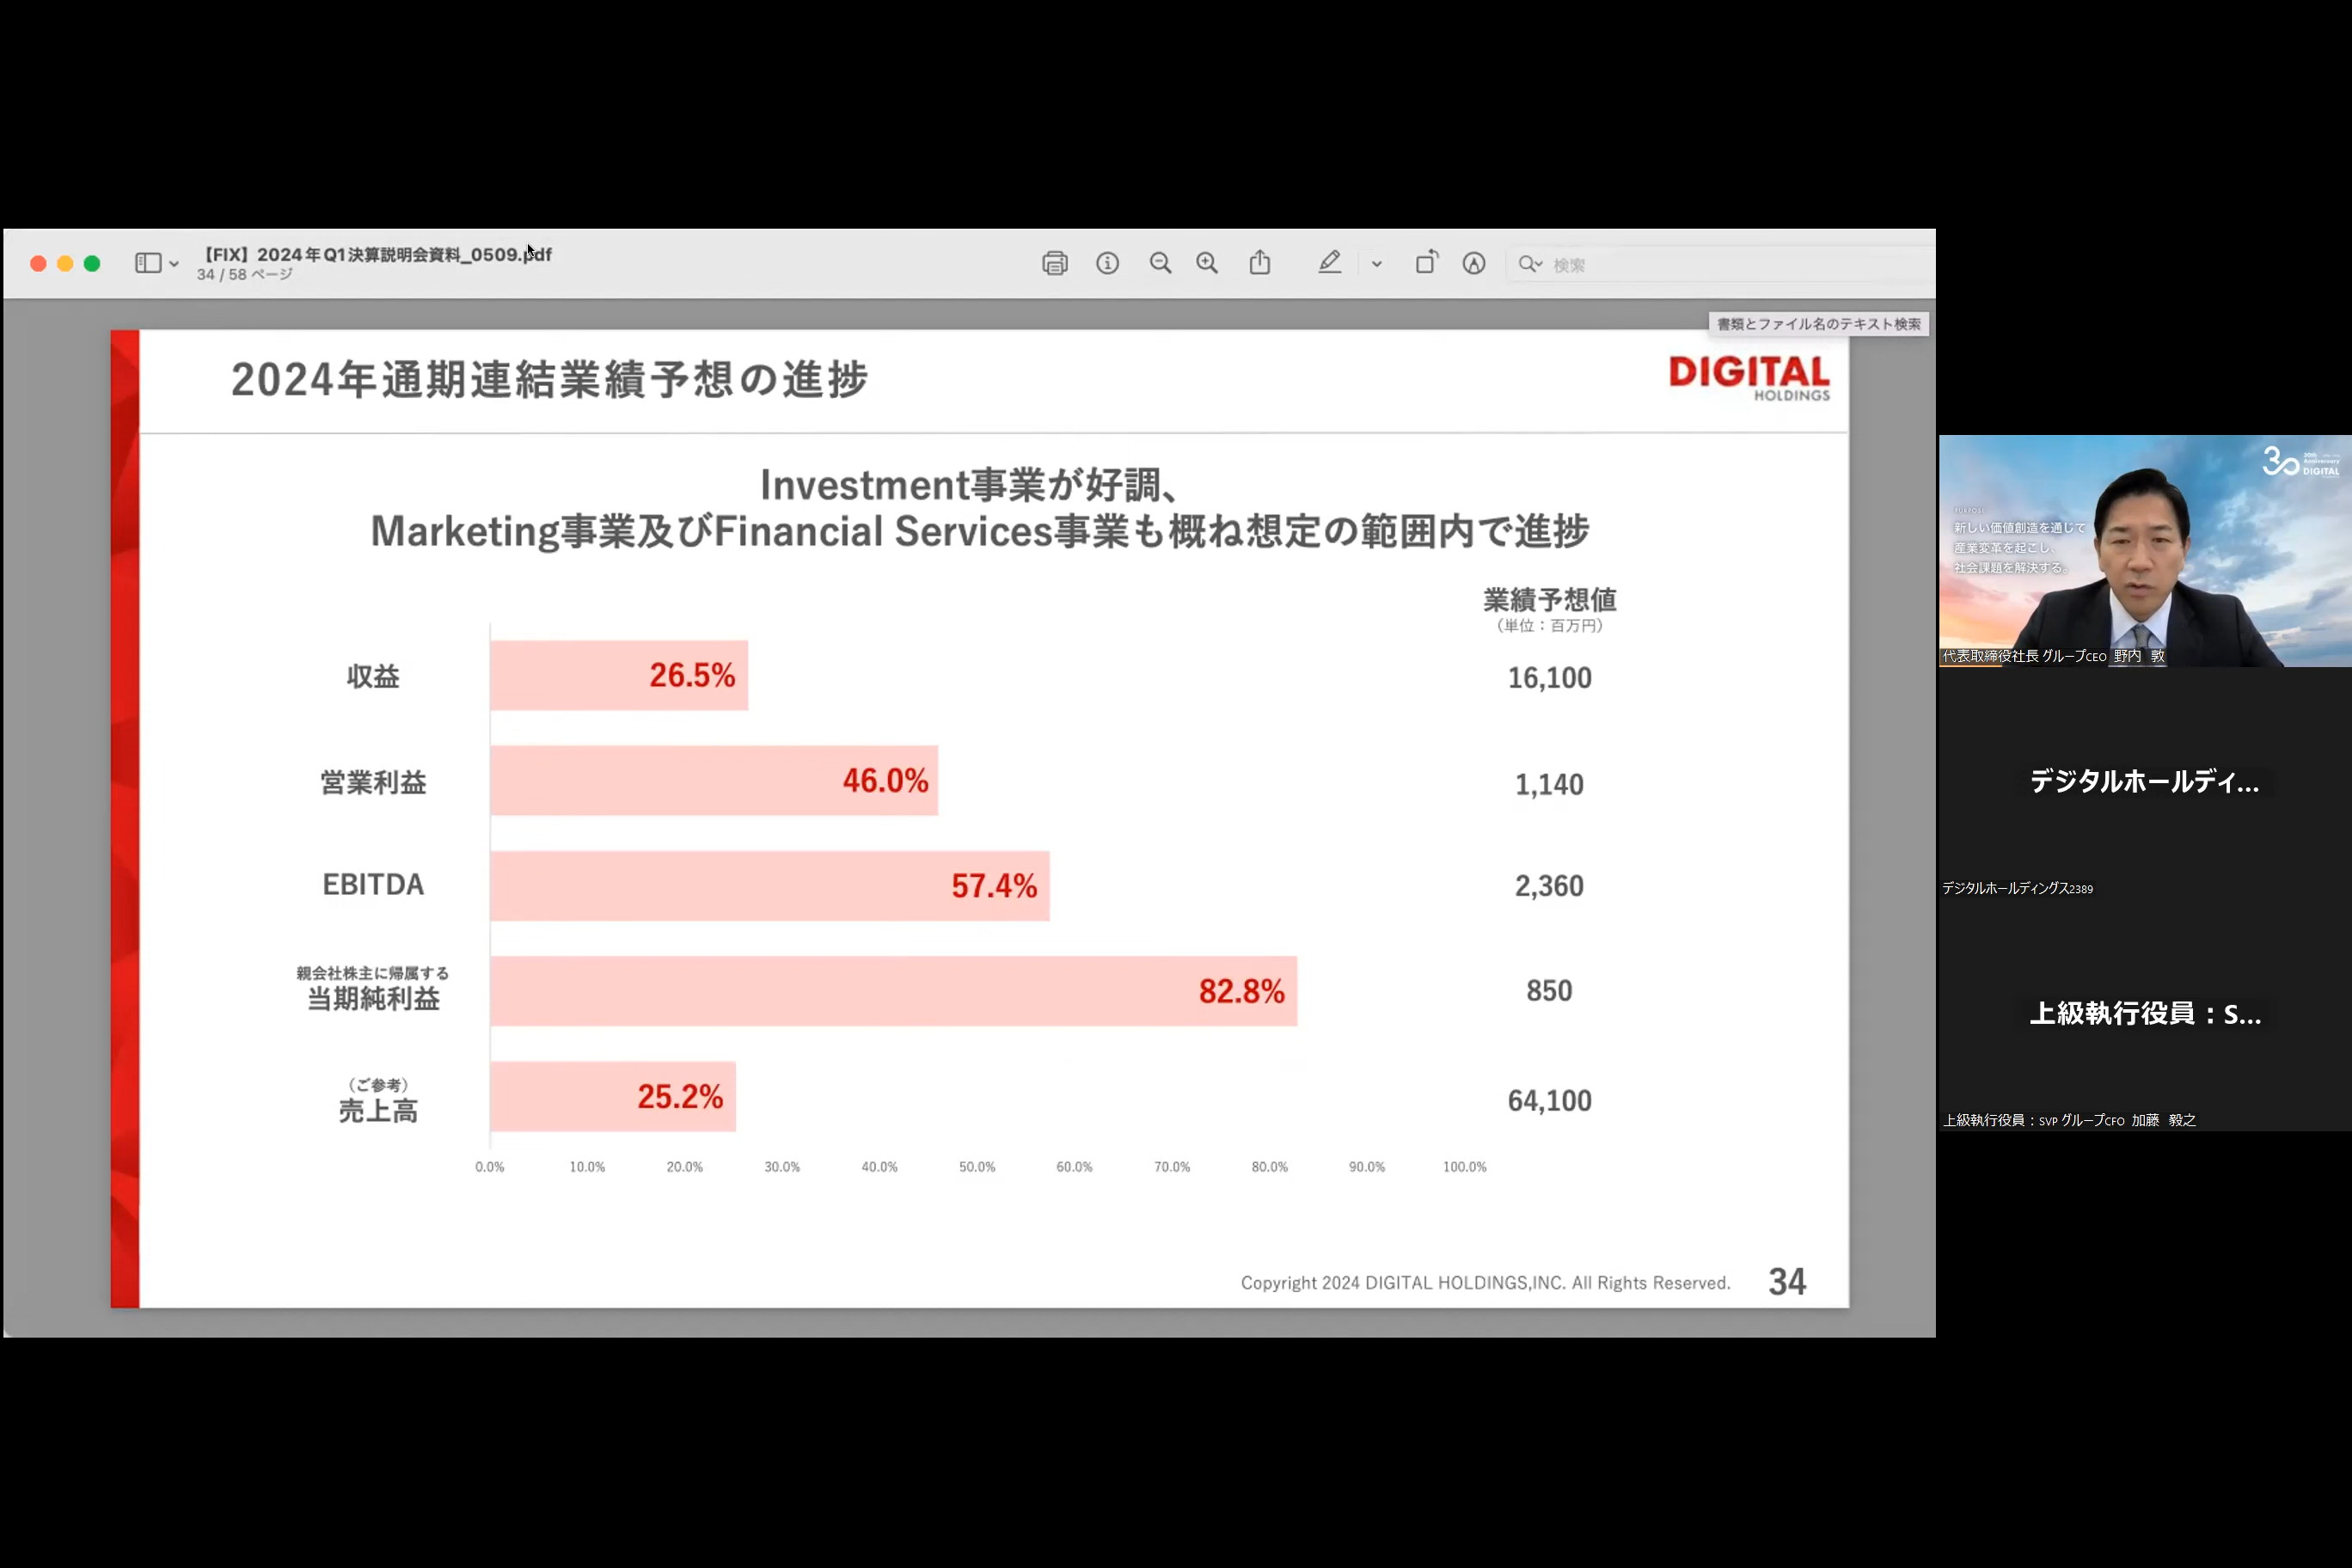 【FIX】2024年Q1決算説明会資料_0509.pdf
34 / 58 ページ
検索
書類とファイル名のテキスト検索
2024年通期連結業績予想の進捗
DIGITAL
HOLDINGS
Investment事業が好調、
Marketing事業及びFinancial Services事業も概ね想定の範囲内で進捗
業績予想値
（単位：百万円）
収益 26.5% 16,100
営業利益 46.0% 1,140
EBITDA 57.4% 2,360
親会社株主に帰属する
当期純利益 82.8% 850
（ご参考）
売上高 25.2% 64,100
0.0% 10.0% 20.0% 30.0% 40.0% 50.0% 60.0% 70.0% 80.0% 90.0% 100.0%
Copyright 2024 DIGITAL HOLDINGS,INC. All Rights Reserved. 34
30
DIGITAL
新しい価値創造を通じて
産業変革を起こし、
社会課題を解決する。
代表取締役社長 グループCEO 野内 敦
デジタルホールディ...
デジタルホールディングス2389
上級執行役員：S...
上級執行役員：SVP グループCFO 加藤 毅之